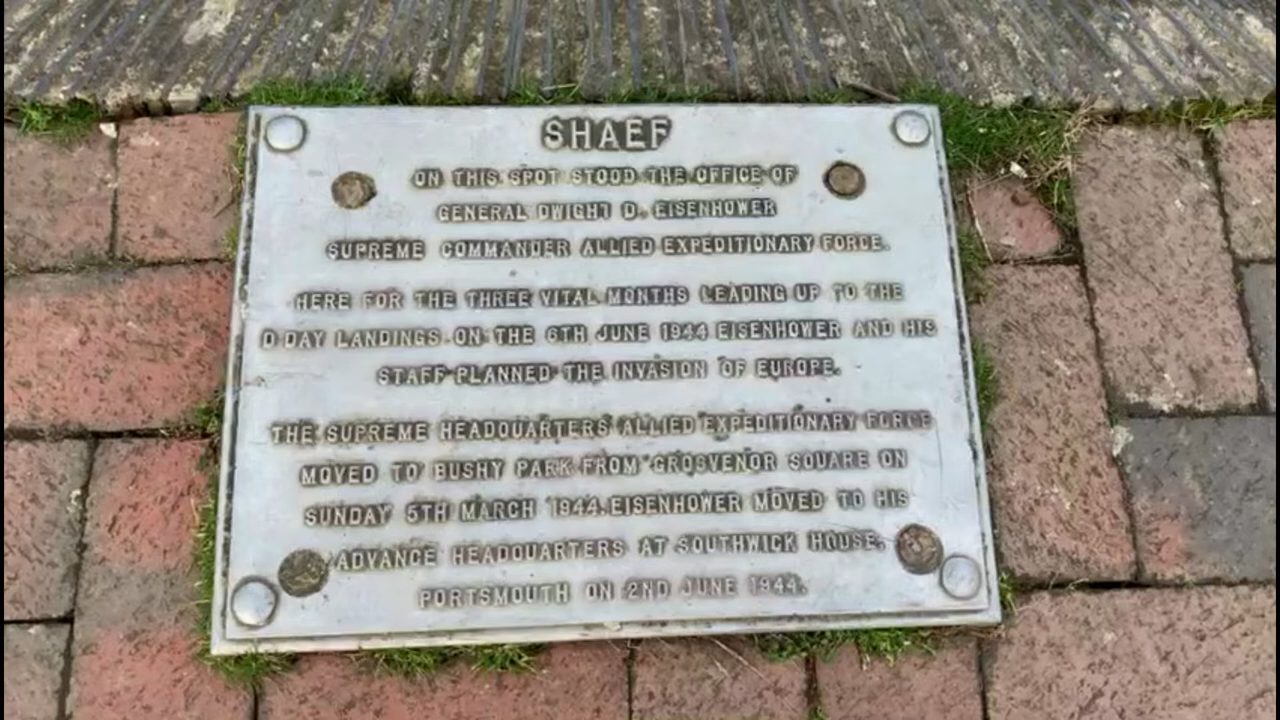 SHAEF
ON THIS SPOT STOOD THE OFFICE OF
GENERAL DWIGHT D. EISENHOWER
SUPREME COMMANDER ALLIED EXPEDITIONARY FORCE.
HERE FOR THE THREE VITAL MONTHS LEADING UP TO THE
D DAY LANDINGS ON THE 6TH JUNE 1944 EISENHOWER AND HIS
STAFF PLANNED THE INVASION OF EUROPE.
THE SUPREME HEADQUARTERS ALLIED EXPEDITIONARY FORCE
MOVED TO BUSHY PARK FROM GROSVENOR SQUARE ON
SUNDAY 5TH MARCH 1944. EISENHOWER MOVED TO HIS
ADVANCE HEADQUARTERS AT SOUTHWICK HOUSE,
PORTSMOUTH ON 2ND JUNE 1944.